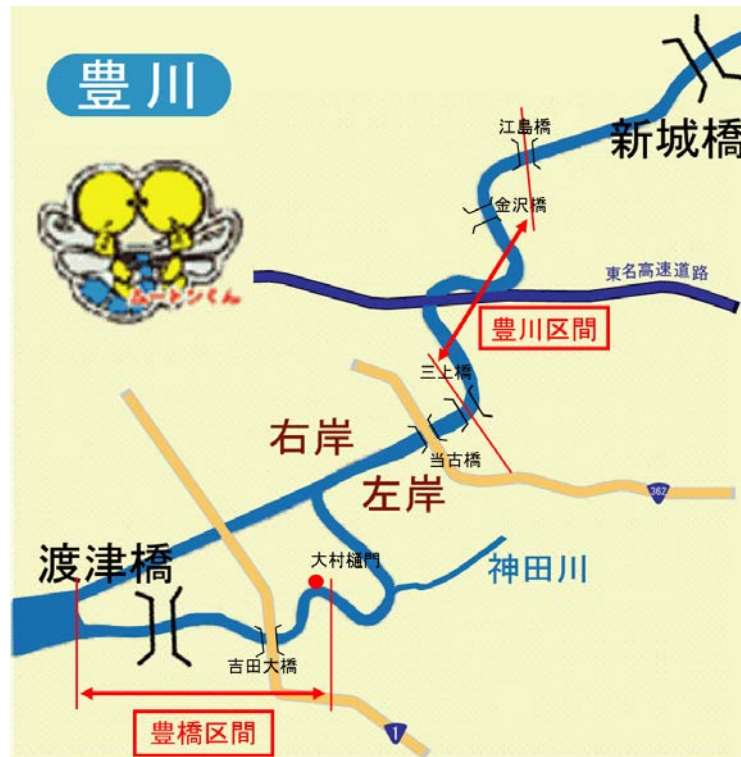 豊川
江島橋
新城橋
金沢橋
ムートンくん
東名高速道路
豊川区間
三上橋
右岸
当古橋
左岸
362
大村樋門
渡津橋
神田川
吉田大橋
豊橋区間
1